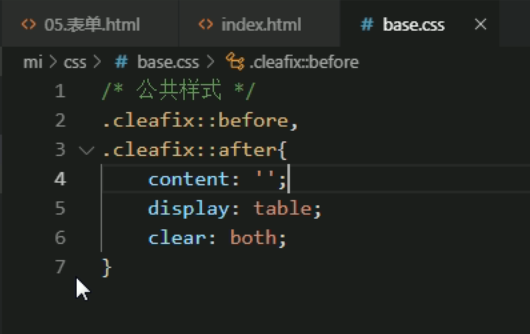 05.表单.html index.html base.css
mi > css > base.css > .cleafix::before
1 /* 公共样式 */
2 .cleafix::before,
3 .cleafix::after{
4 content: '';
5 display: table;
6 clear: both;
7 }